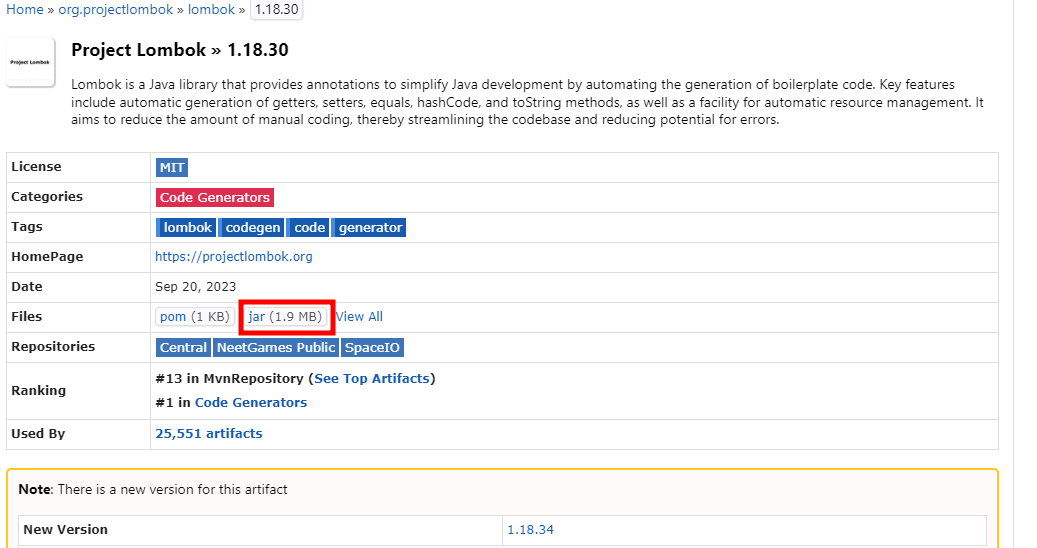 Home » org.projectlombok » lombok » 1.18.30
Project Lombok
Project Lombok » 1.18.30
Lombok is a Java library that provides annotations to simplify Java development by automating the generation of boilerplate code. Key features
include automatic generation of getters, setters, equals, hashCode, and toString methods, as well as a facility for automatic resource management. It
aims to reduce the amount of manual coding, thereby streamlining the codebase and reducing potential for errors.
License MIT
Categories Code Generators
Tags lombok codegen code generator
HomePage https://projectlombok.org
Date Sep 20, 2023
Files pom (1 KB) jar (1.9 MB) View All
Repositories Central NeetGames Public SpaceIO
Ranking
#13 in MvnRepository (See Top Artifacts)
#1 in Code Generators
Used By 25,551 artifacts
Note: There is a new version for this artifact
New Version 1.18.34